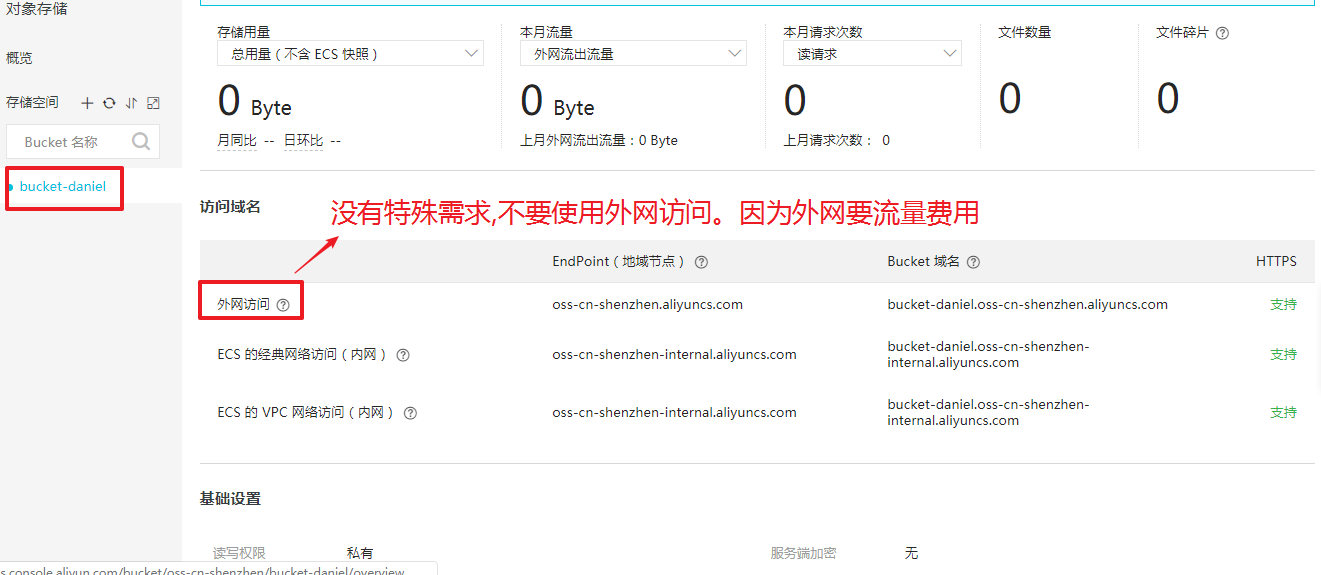 对象存储
概览
存储空间
Bucket 名称
bucket-daniel
存储用量
总用量（不含 ECS 快照）
0 Byte
月同比 -- 日环比 --
本月流量
外网流出流量
0 Byte
上月外网流出流量：0 Byte
本月请求次数
读请求
0
上月请求次数： 0
文件数量
0
文件碎片
0
访问域名
没有特殊需求,不要使用外网访问。因为外网要流量费用
EndPoint（地域节点） Bucket 域名 HTTPS
外网访问 oss-cn-shenzhen.aliyuncs.com bucket-daniel.oss-cn-shenzhen.aliyuncs.com 支持
ECS 的经典网络访问（内网） oss-cn-shenzhen-internal.aliyuncs.com bucket-daniel.oss-cn-shenzhen-
internal.aliyuncs.com 支持
ECS 的 VPC 网络访问（内网） oss-cn-shenzhen-internal.aliyuncs.com bucket-daniel.oss-cn-shenzhen-
internal.aliyuncs.com 支持
基础设置
读写权限 私有 服务端加密 无
s.console.aliyun.com/bucket/oss-cn-shenzhen/bucket-daniel/overview